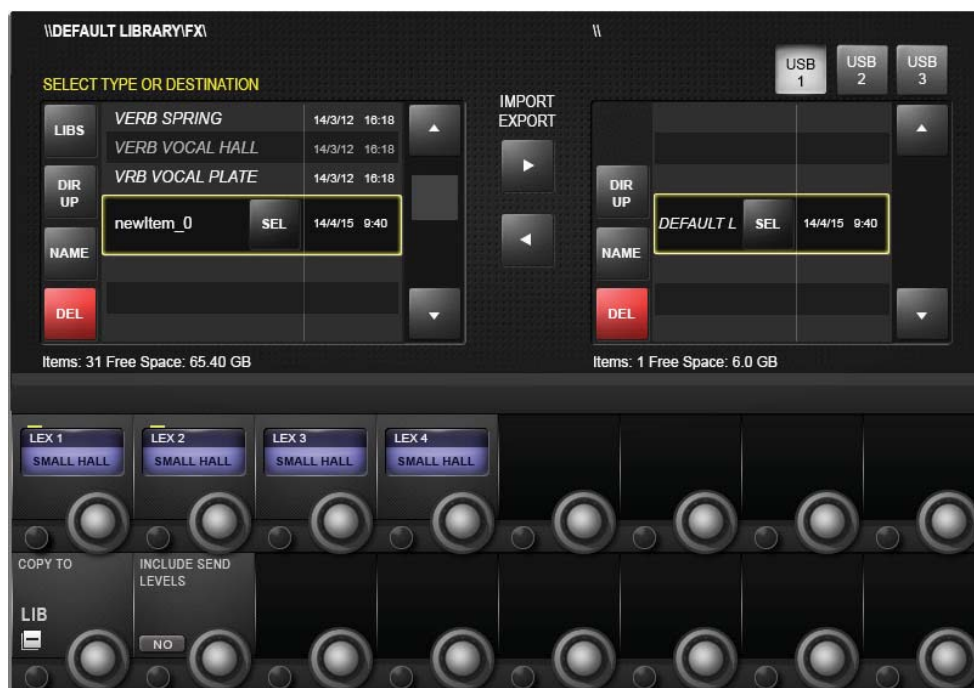 \\DEFAULT LIBRARY\FX\
\\
USB 1
USB 2
USB 3
SELECT TYPE OR DESTINATION
IMPORT
EXPORT
LIBS
VERB SPRING 14/3/12 16:18
VERB VOCAL HALL 14/3/12 16:18
DIR UP
VRB VOCAL PLATE 14/3/12 16:18
newItem_0 SEL 14/4/15 9:40
NAME
DEL
DIR UP
DEFAULT L SEL 14/4/15 9:40
NAME
DEL
Items: 31 Free Space: 65.40 GB
Items: 1 Free Space: 6.0 GB
LEX 1
SMALL HALL
LEX 2
SMALL HALL
LEX 3
SMALL HALL
LEX 4
SMALL HALL
COPY TO
LIB
INCLUDE SEND
LEVELS
NO